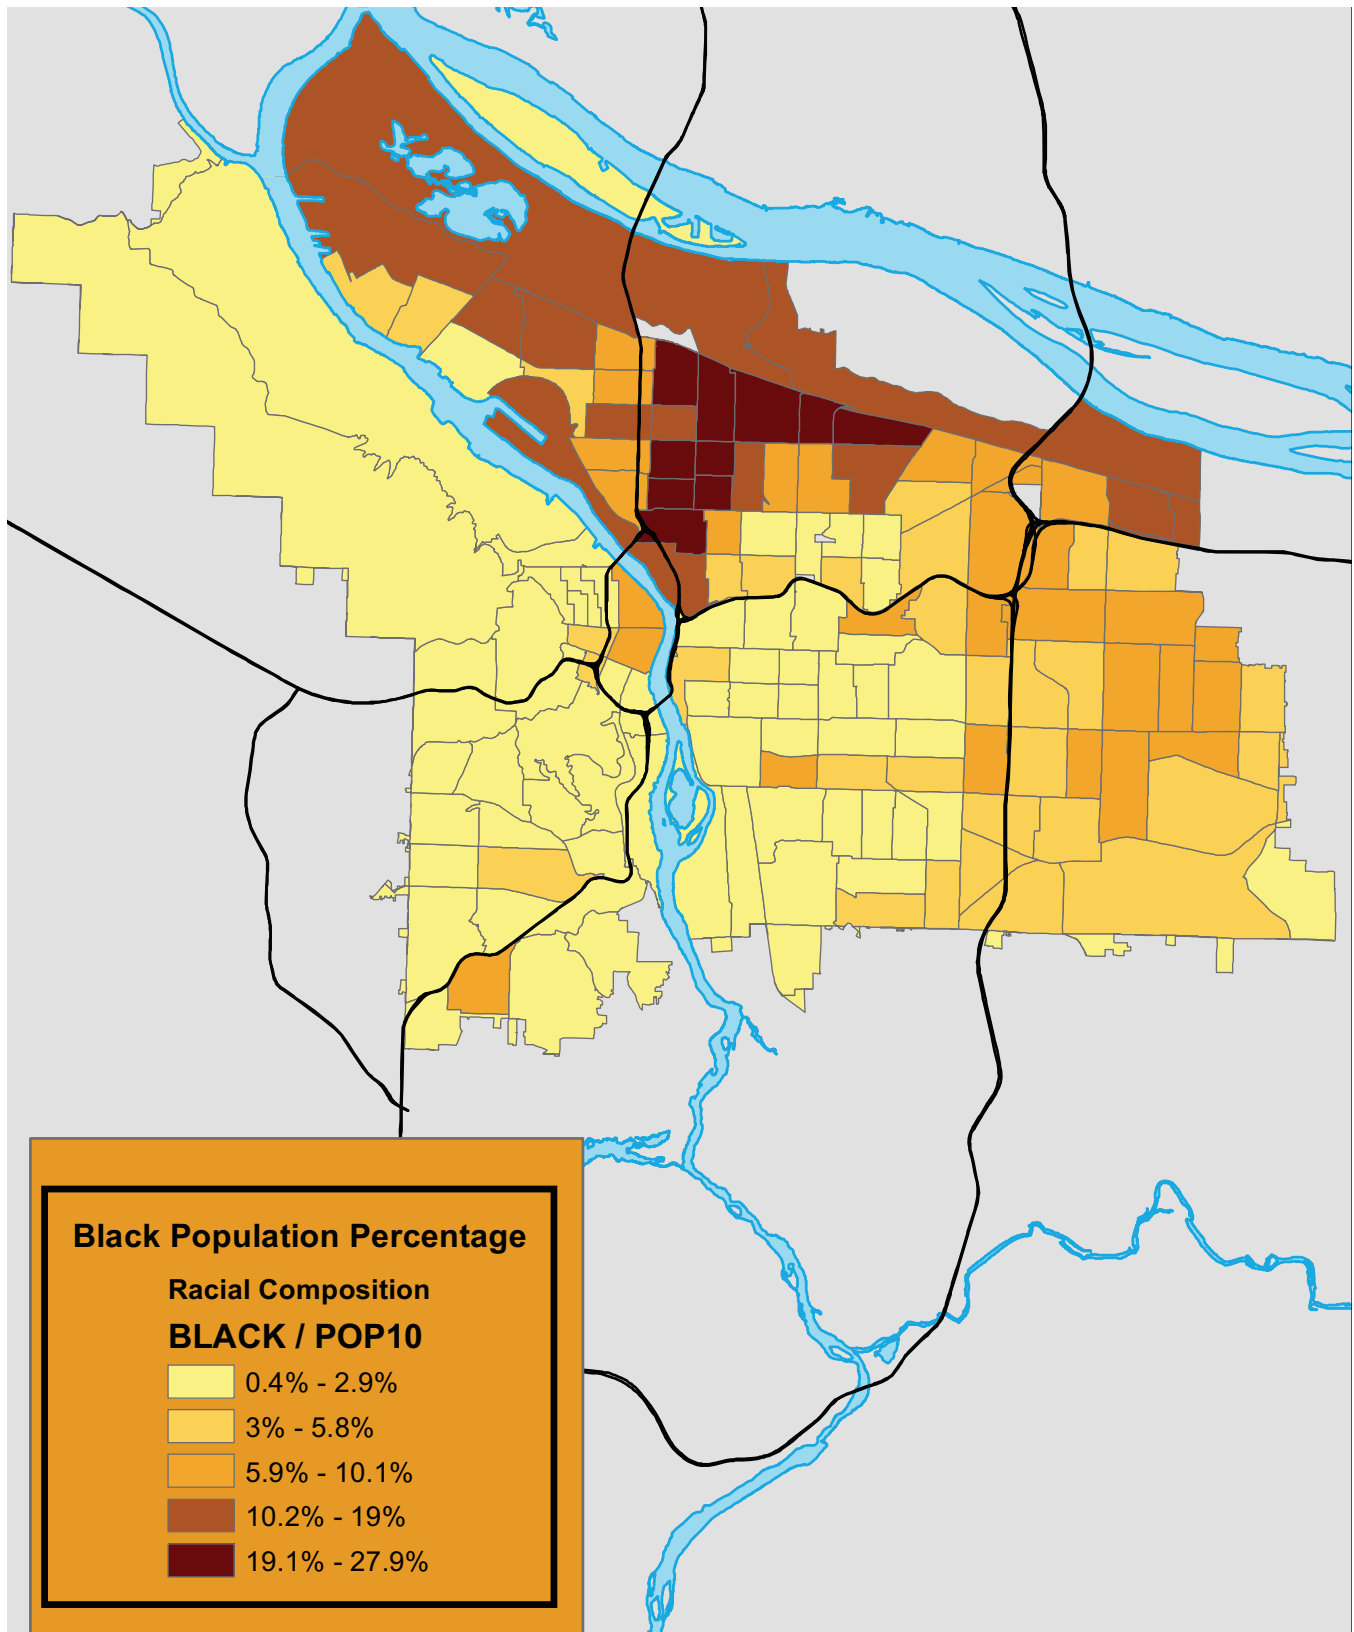 Black Population Percentage
Racial Composition
BLACK / POP10
0.4% - 2.9%
3% - 5.8%
5.9% - 10.1%
10.2% - 19%
19.1% - 27.9%